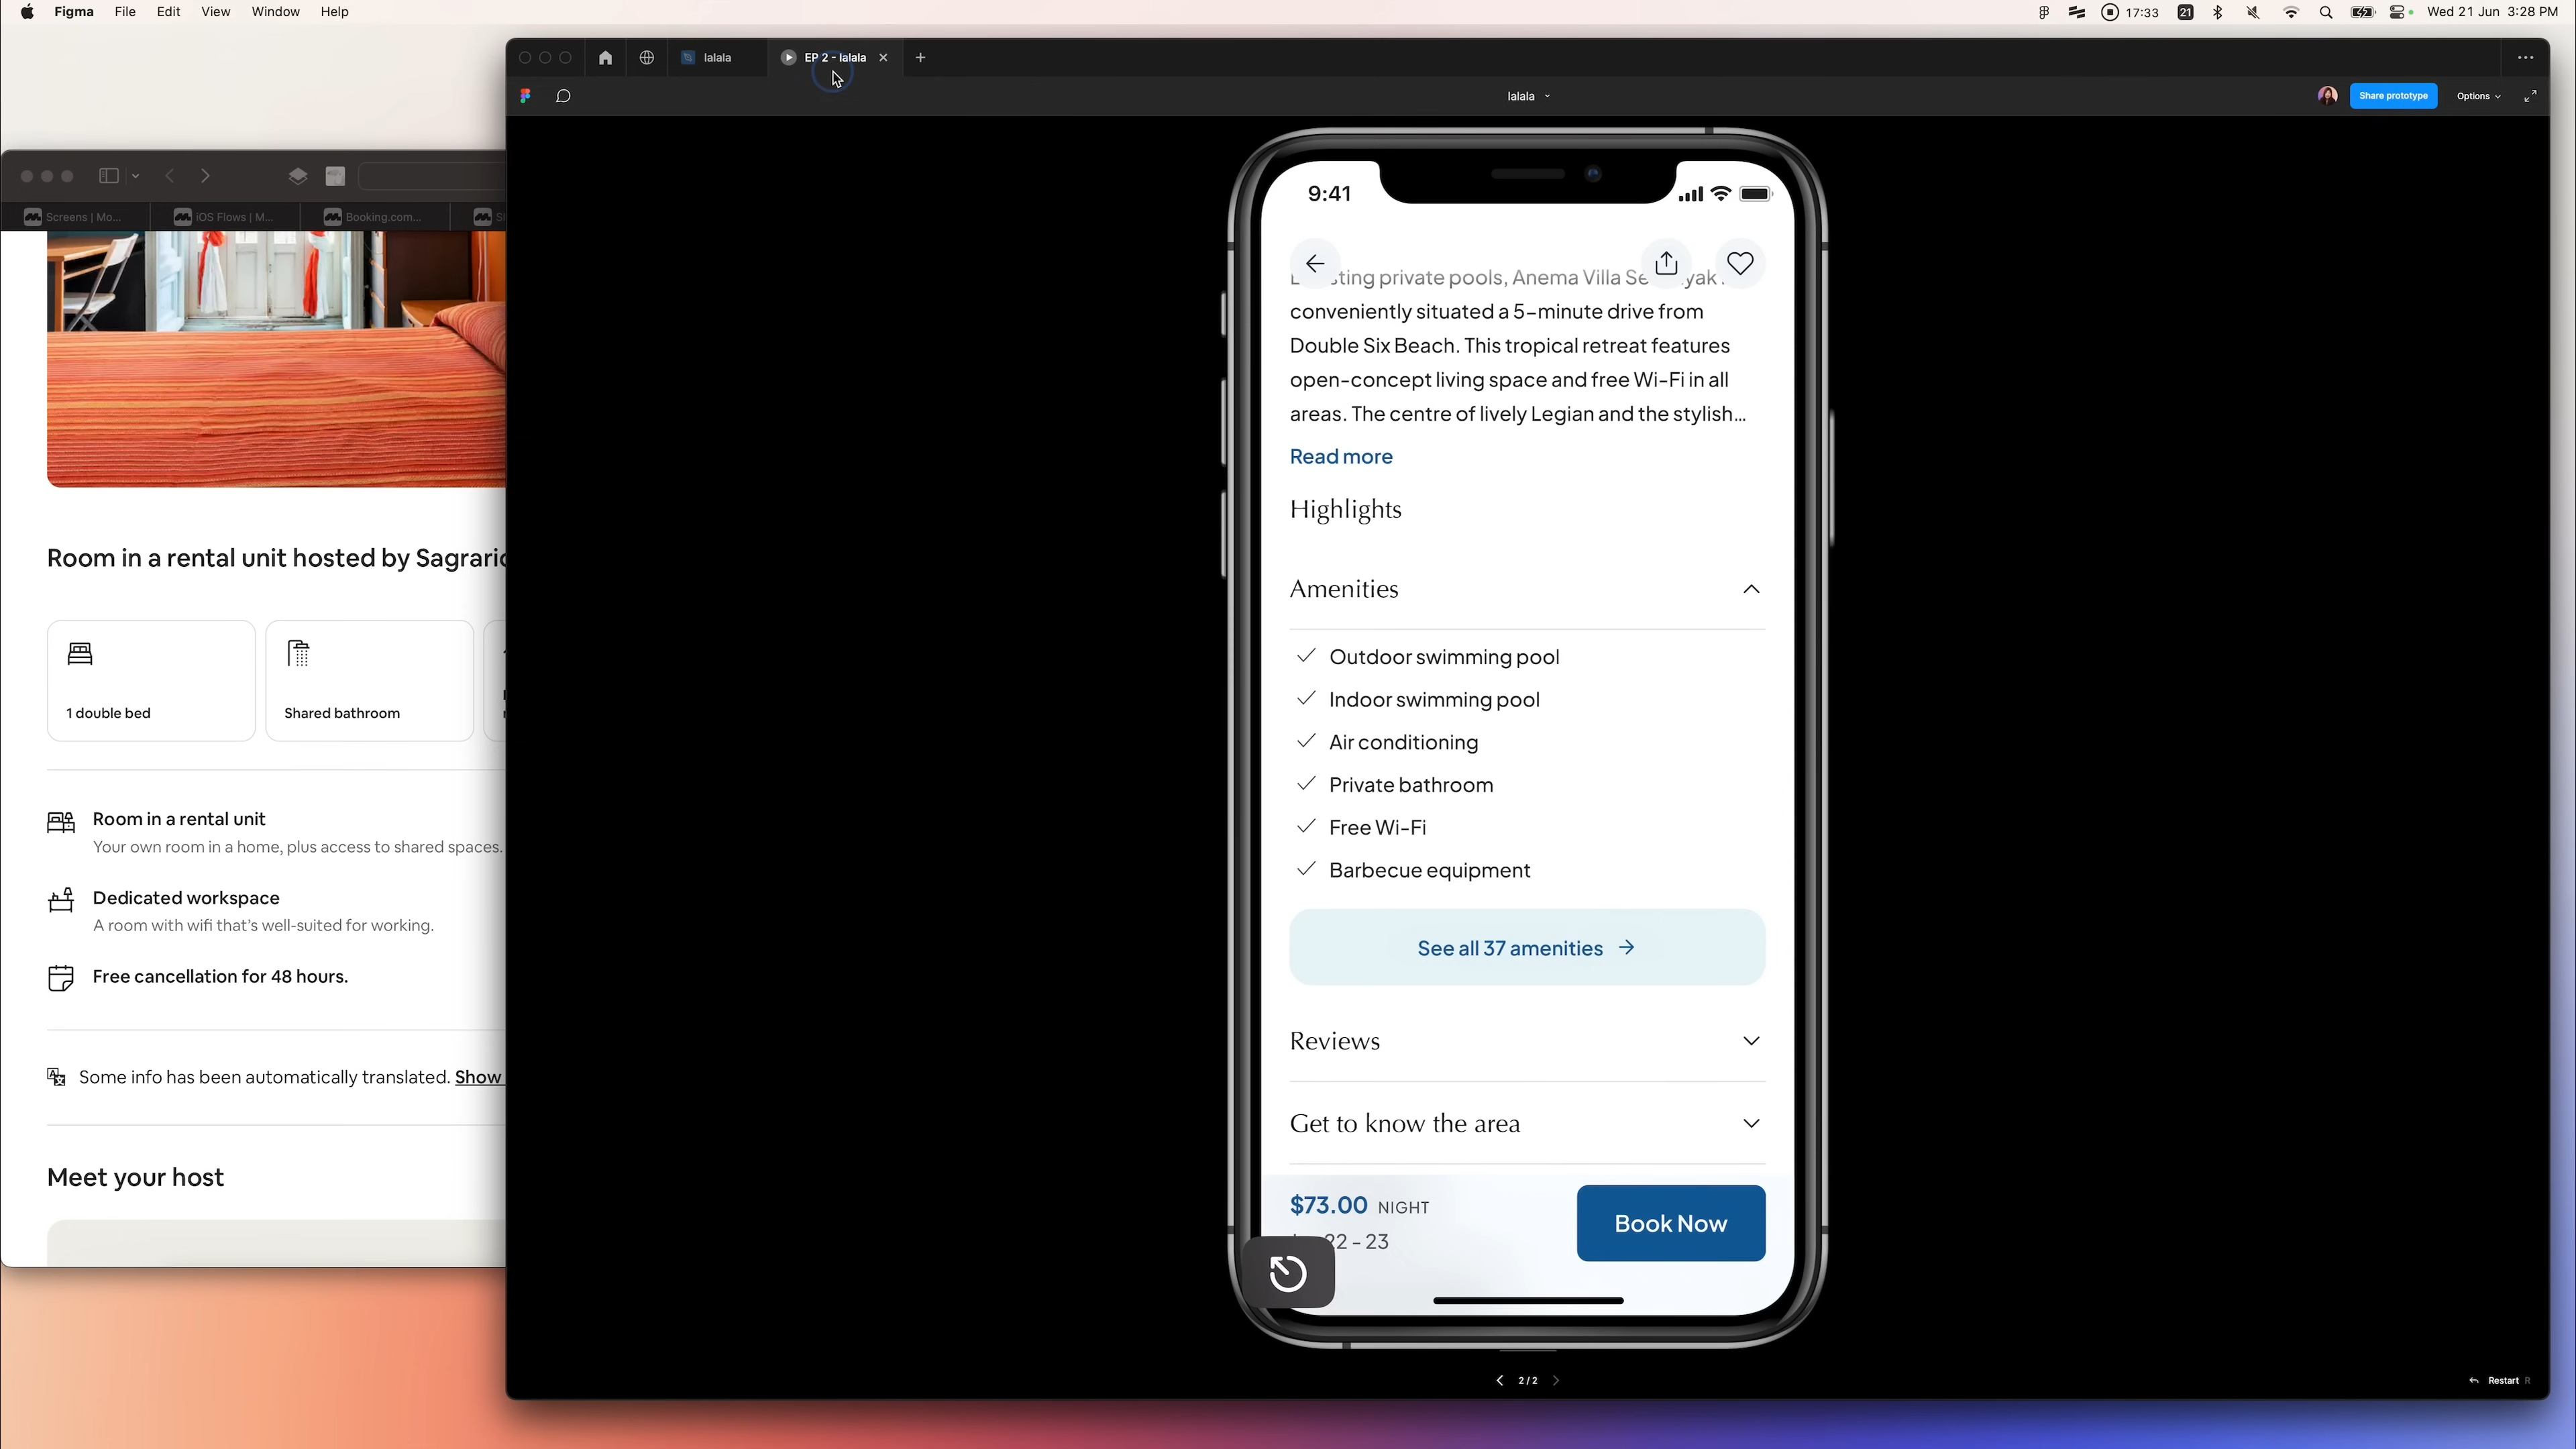 Figma File Edit View Window Help
17:33 21 Wed 21 Jun 3:28 PM
lalala EP 2 - lalala
lalala Share prototype Options
Screens | Mo... iOS Flows | M... Booking.com...
Room in a rental unit hosted by
1 double bed Shared bathroom
Room in a rental unit
Your own room in a home, plus access to shared spaces.
Dedicated workspace
A room with wifi that's well-suited for working.
Free cancellation for 48 hours.
Some info has been automatically translated. Show
Meet your host
9:41
private pools, Anema Villa
conveniently situated a 5-minute drive from
Double Six Beach. This tropical retreat features
open-concept living space and free Wi-Fi in all
areas. The centre of lively Legian and the stylish...
Read more
Highlights
Amenities
Outdoor swimming pool
Indoor swimming pool
Air conditioning
Private bathroom
Free Wi-Fi
Barbecue equipment
See all 37 amenities
Reviews
Get to know the area
$73.00 NIGHT
22 - 23
Book Now
2 / 2
Restart R